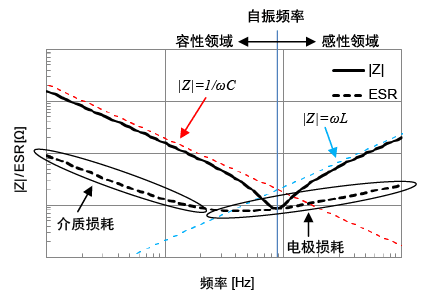 自振频率
容性领域
感性领域
|Z|
ESR
|Z|=1/ωC
|Z|=ωL
|Z|/ESR[Ω]
介质损耗
电极损耗
频率 [Hz]